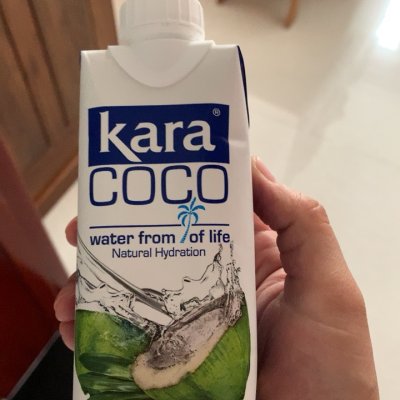 kara®
COCO
water from of life
Natural Hydration